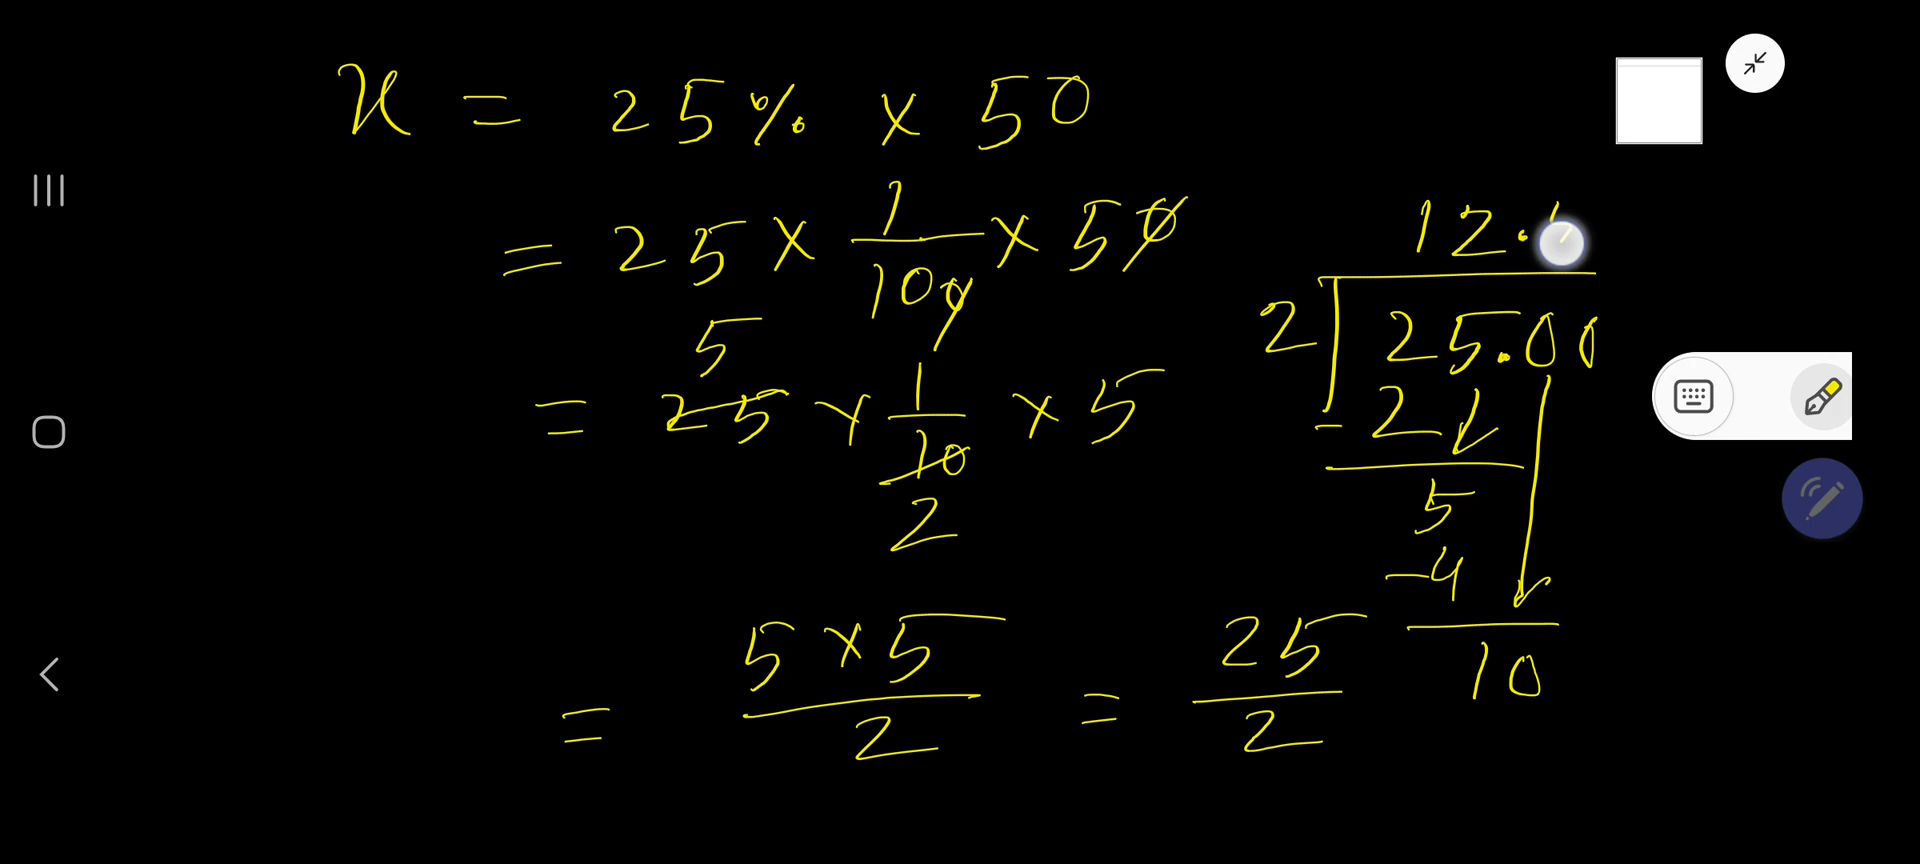 x = 25% × 50
= 25 × 1/100 × 50
5
= 25 × 1/10 × 5
2
= 5 × 5/2 = 25/2
12.
2 25.00
- 2
5
-4
10